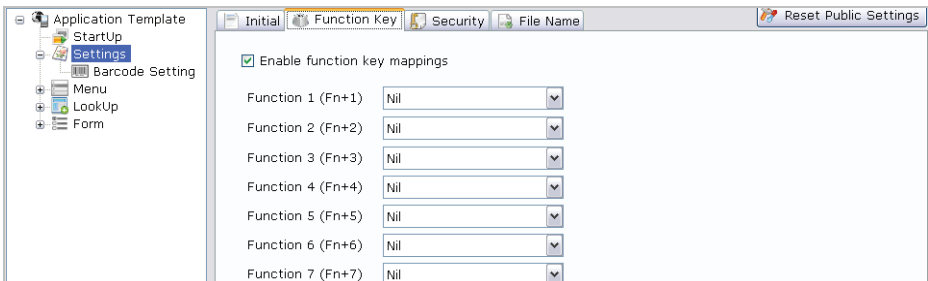 Application Template
StartUp
Settings
Barcode Setting
Menu
LookUp
Form
Initial Function Key Security File Name Reset Public Settings
Enable function key mappings
Function 1 (Fn+1) Nil
Function 2 (Fn+2) Nil
Function 3 (Fn+3) Nil
Function 4 (Fn+4) Nil
Function 5 (Fn+5) Nil
Function 6 (Fn+6) Nil
Function 7 (Fn+7) Nil